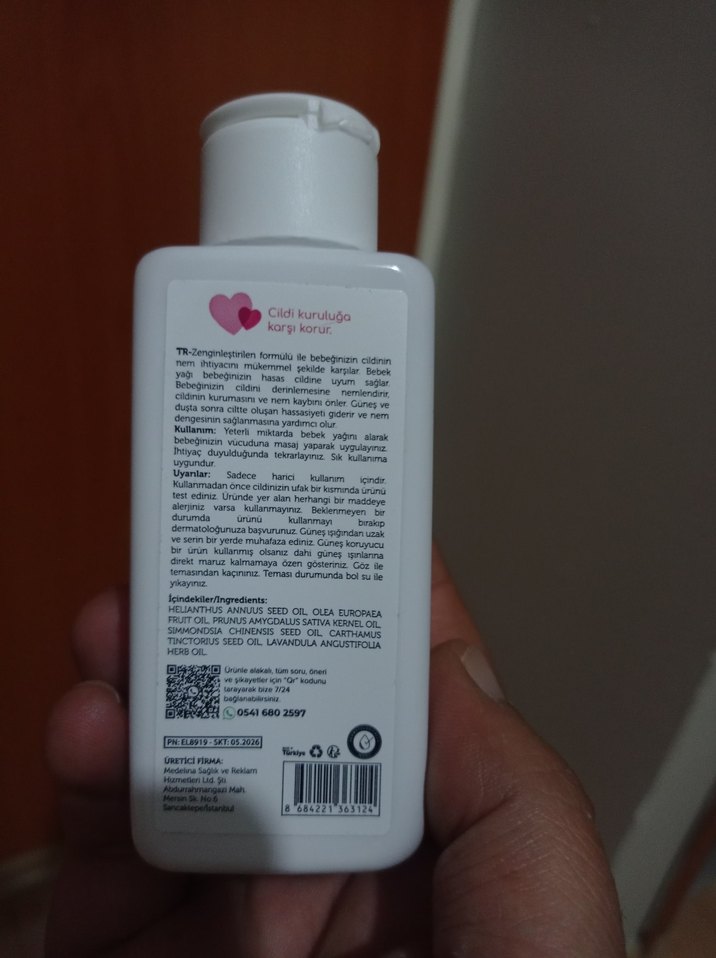 Cildi kuruluğa
karşı korur.
TR-Zenginleştirilen formülü ile bebeğinizin cildinin
nem ihtiyacını mükemmel şekilde karşılar. Bebek
yağı bebeğinizin hasas cildine uyum sağlar.
Bebeğinizin cildini derinlemesine nemlendirir,
cildinin kurumasını ve nem kaybını önler. Güneş ve
duşta sonra ciltte oluşan hassasiyeti giderir ve nem
dengesinin sağlanmasına yardımcı olur.
Kullanım: Yeterli miktarda bebek yağını alarak
bebeğinizin vücuduna masaj yaparak uygulayınız.
İhtiyaç duyulduğunda tekrarlayınız. Sık kullanıma
uygundur.
Uyarılar: Sadece harici kullanım içindir.
Kullanmadan önce cildinizin ufak bir kısmında ürünü
test ediniz. Üründe yer alan herhangi bir maddeye
alerjiniz varsa kullanmayınız. Beklenmeyen bir
durumda ürünü kullanmayı bırakıp
dermatoloğunuza başvurunuz. Güneş ışığından uzak
ve serin bir yerde muhafaza ediniz. Güneş koruyucu
bir ürün kullanmış olsanız dahi güneş ışınlarına
direkt maruz kalmamaya özen gösteriniz. Göz ile
temasından kaçınınız. Teması durumunda bol su ile
yıkayınız.
İçindekiler/Ingredients:
HELIANTHUS ANNUUS SEED OIL, OLEA EUROPAEA
FRUIT OIL, PRUNUS AMYGDALUS SATIVA KERNEL OIL,
SIMMONDSIA CHINENSIS SEED OIL, CARTHAMUS
TINCTORIUS SEED OIL, LAVANDULA ANGUSTIFOLIA
HERB OIL.
Ürünle alakalı, tüm soru, öneri
ve şikayetler için "Qr" kodunu
tarayarak bize 7/24
bağlanabilirsiniz.
0541 680 2597
PN: EL8919 - SKT: 05.2026
Türkiye
ÜRETİCİ FİRMA:
Medelina Sağlık ve Reklam
Hizmetleri Ltd. Şti.
Abdurrahmangazi Mah.
Mersin Sk. No:6
Sancaktepe/İstanbul
8 684221 363124